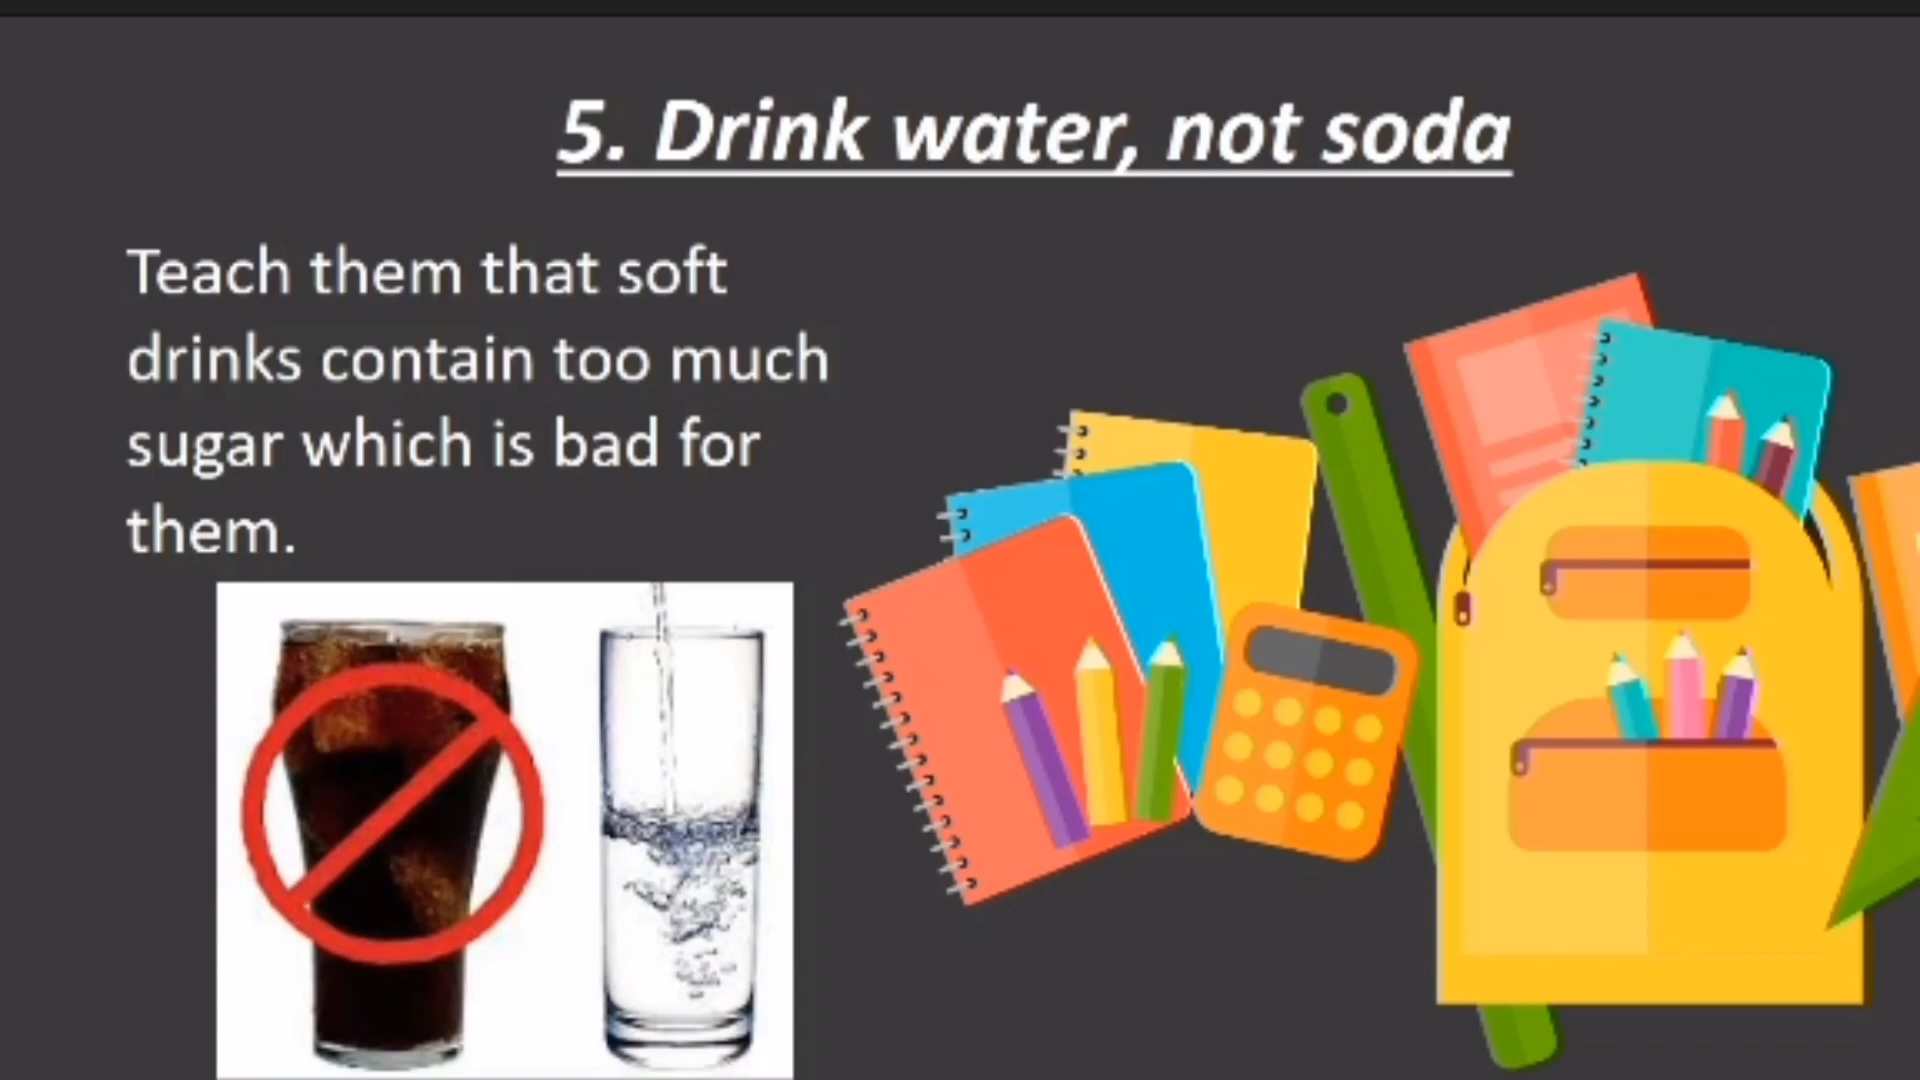 5. Drink water, not soda
Teach them that soft
drinks contain too much
sugar which is bad for
them.